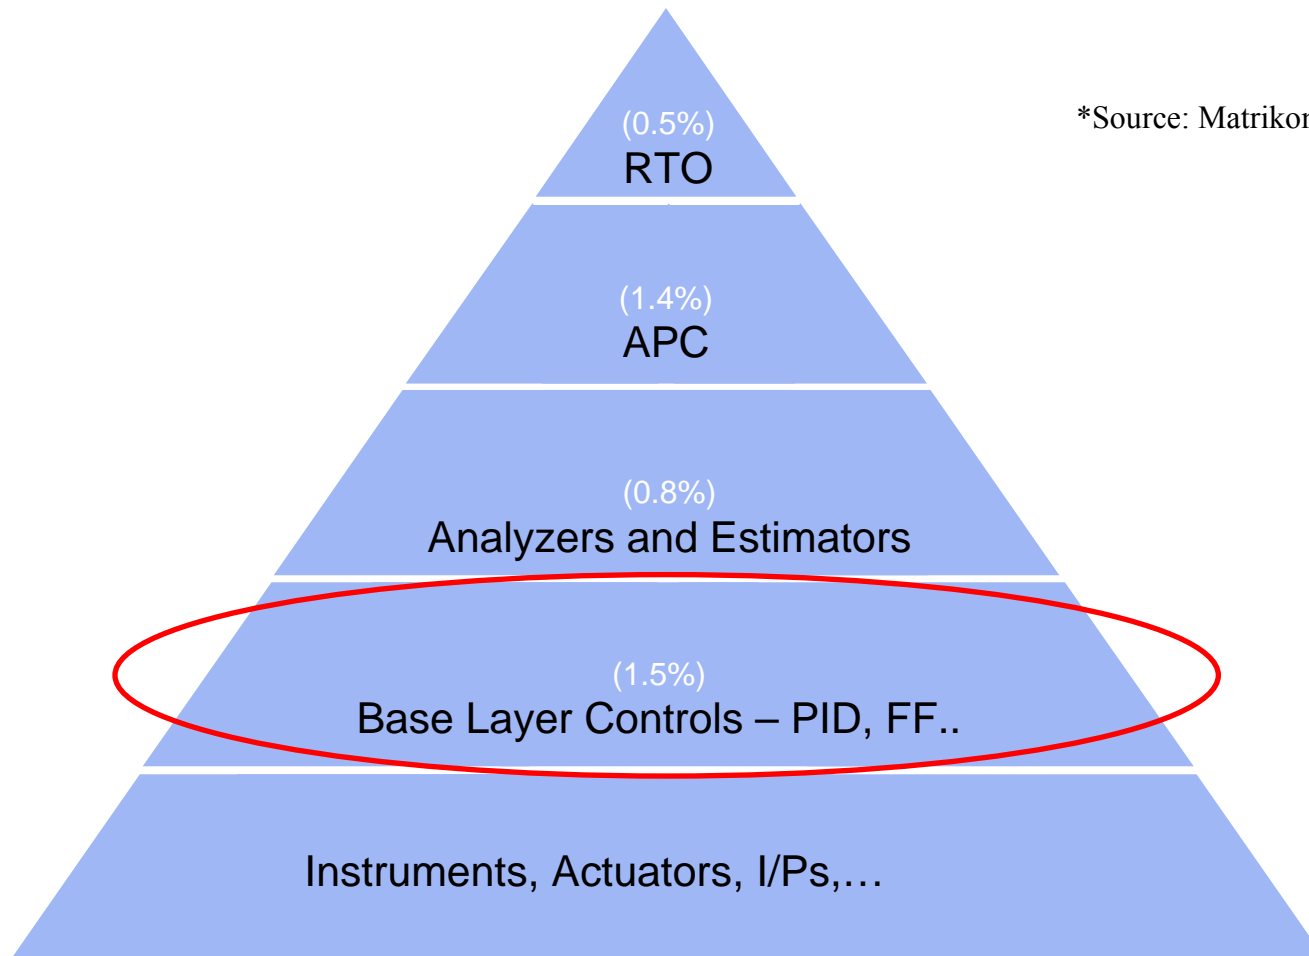 (0.5%)
*Source: Matrikon
RTO
(1.4%)
APC
(0.8%)
Analyzers and Estimators
(1.5%)
Base Layer Controls – PID, FF..
Instruments, Actuators, I/Ps,…